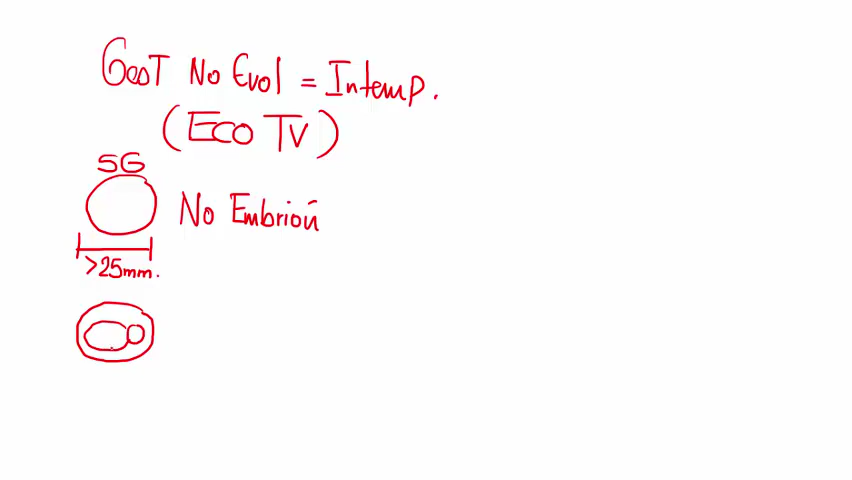 GesT No Evol = Intemp.
(ECO TV)
SG
No Embrión
>25mm.